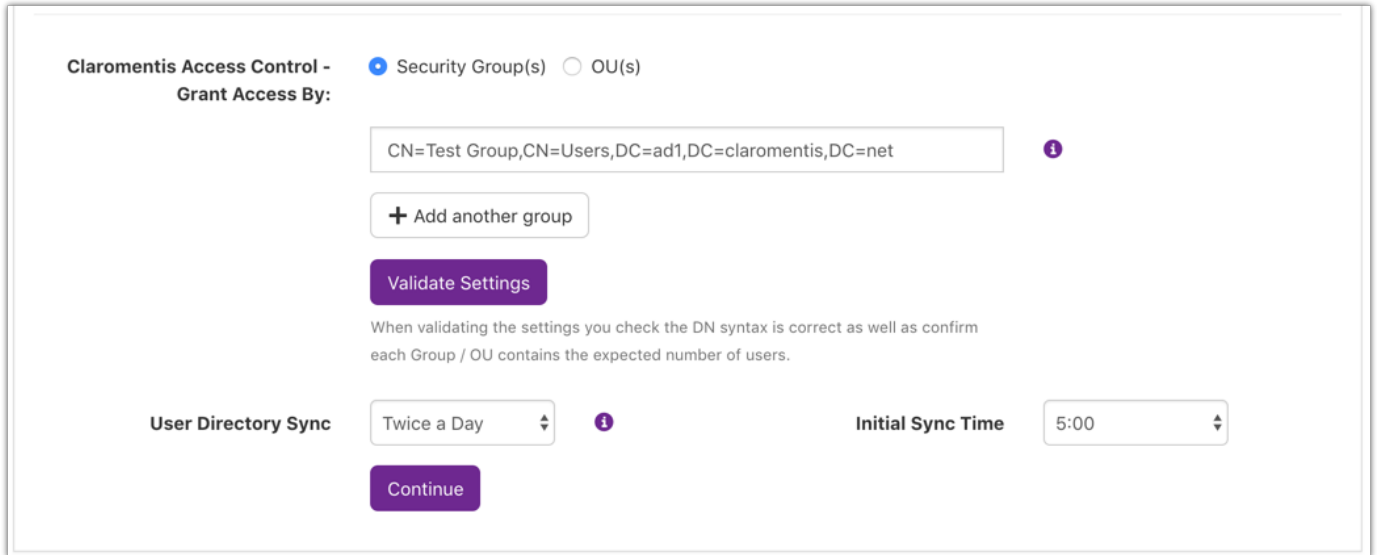 Claromentis Access Control -
Grant Access By:
Security Group(s)
OU(s)
CN=Test Group,CN=Users,DC=ad1,DC=claromentis,DC=net
Add another group
Validate Settings
When validating the settings you check the DN syntax is correct as well as confirm
each Group / OU contains the expected number of users.
User Directory Sync
Twice a Day
Initial Sync Time
5:00
Continue